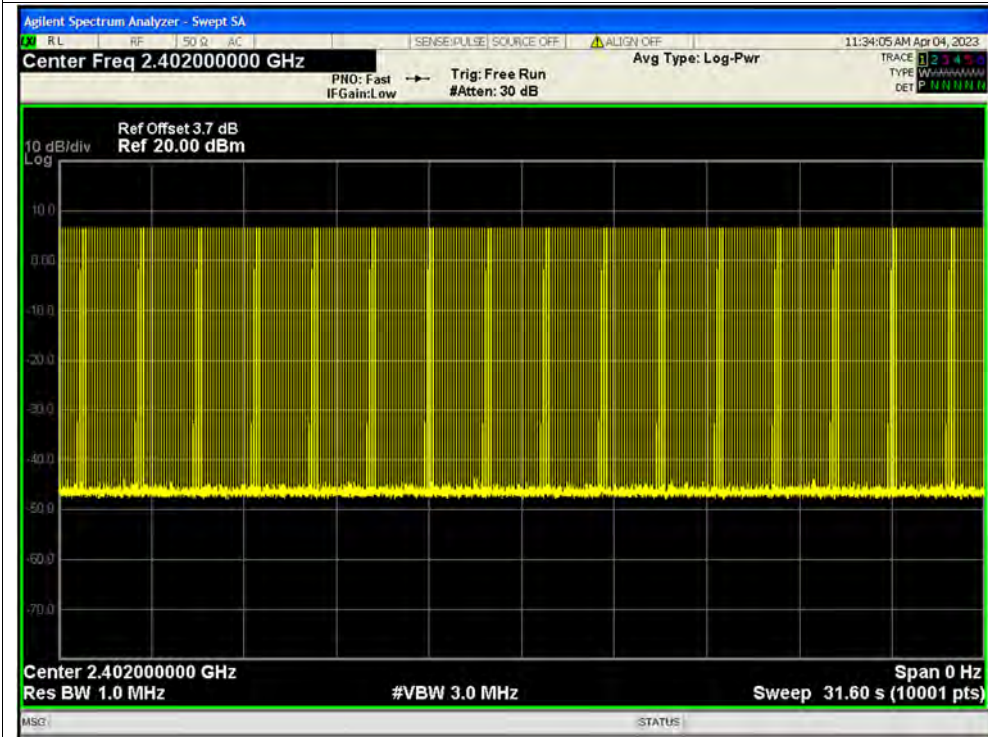 Agilent Spectrum Analyzer - Swept SA
RL RF 50 Ω AC SENSE:PULSE SOURCE OFF ALIGN OFF 11:34:05 AM Apr 04, 2023
Center Freq 2.402000000 GHz Avg Type: Log-Pwr TRACE 1 2 3 4 5 6
PNO: Fast Trig: Free Run TYPE W
IFGain:Low #Atten: 30 dB DET P N N N N N
Ref Offset 3.7 dB
10 dB/div Ref 20.00 dBm
Log
10.0
0.00
-10.0
-20.0
-30.0
-40.0
-50.0
-60.0
-70.0
Center 2.402000000 GHz Span 0 Hz
Res BW 1.0 MHz #VBW 3.0 MHz Sweep 31.60 s (10001 pts)
MSG STATUS